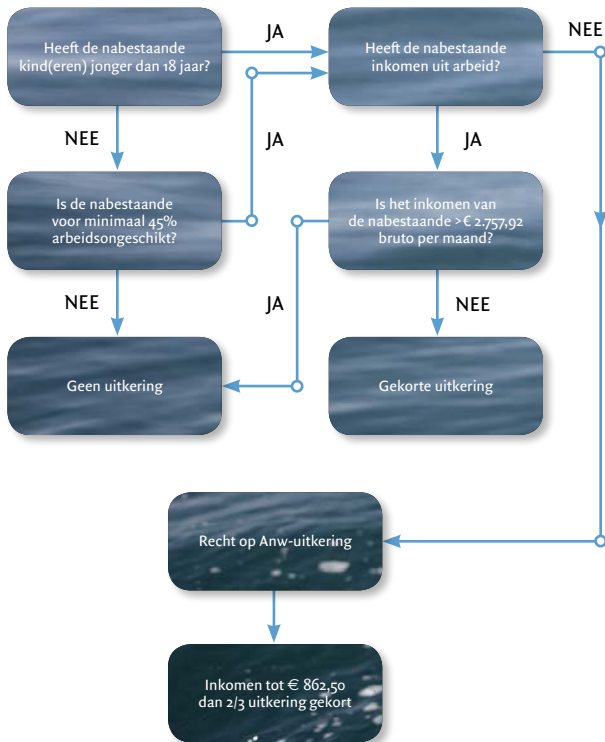 Heeft de nabestaande
kind(eren) jonger dan 18 jaar?
JA
Heeft de nabestaande
inkomen uit arbeid?
NEE
NEE
JA
JA
Is de nabestaande
voor minimaal 45%
arbeidsongeschikt?
Is het inkomen van
de nabestaande >€ 2.757,92
bruto per maand?
NEE
JA
NEE
Geen uitkering
Gekorte uitkering
Recht op Anw-uitkering
Inkomen tot € 862,50
dan 2/3 uitkering gekort